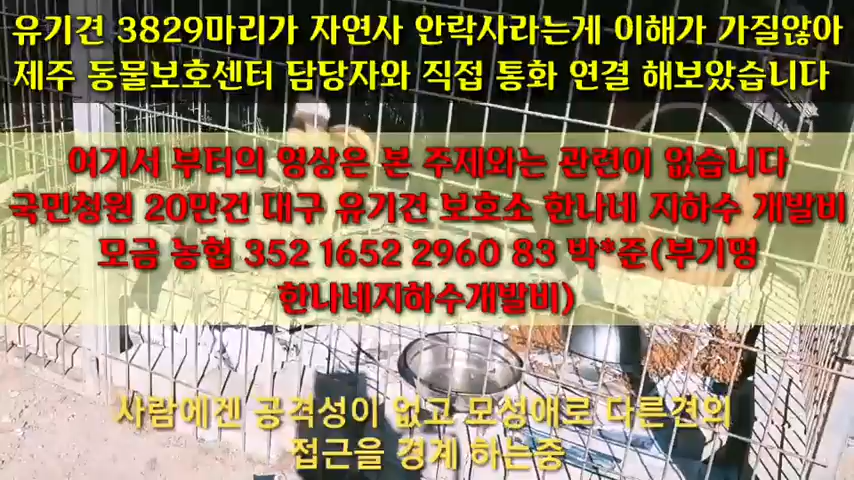 유기견 3829마리가 자연사 안락사라는게 이해가 가질않아
제주 동물보호센터 담당자와 직접 통화 연결 해보았습니다
여기서 부터의 영상은 본 주제와는 관련이 없습니다
국민청원 20만건 대구 유기견 보호소 한나네 지하수 개발비
모금 농협 352 1652 2960 83 박*준(부기명
한나네지하수개발비)
사람에겐 공격성이 없고 모성애로 다른견의
접근을 경계 하는중